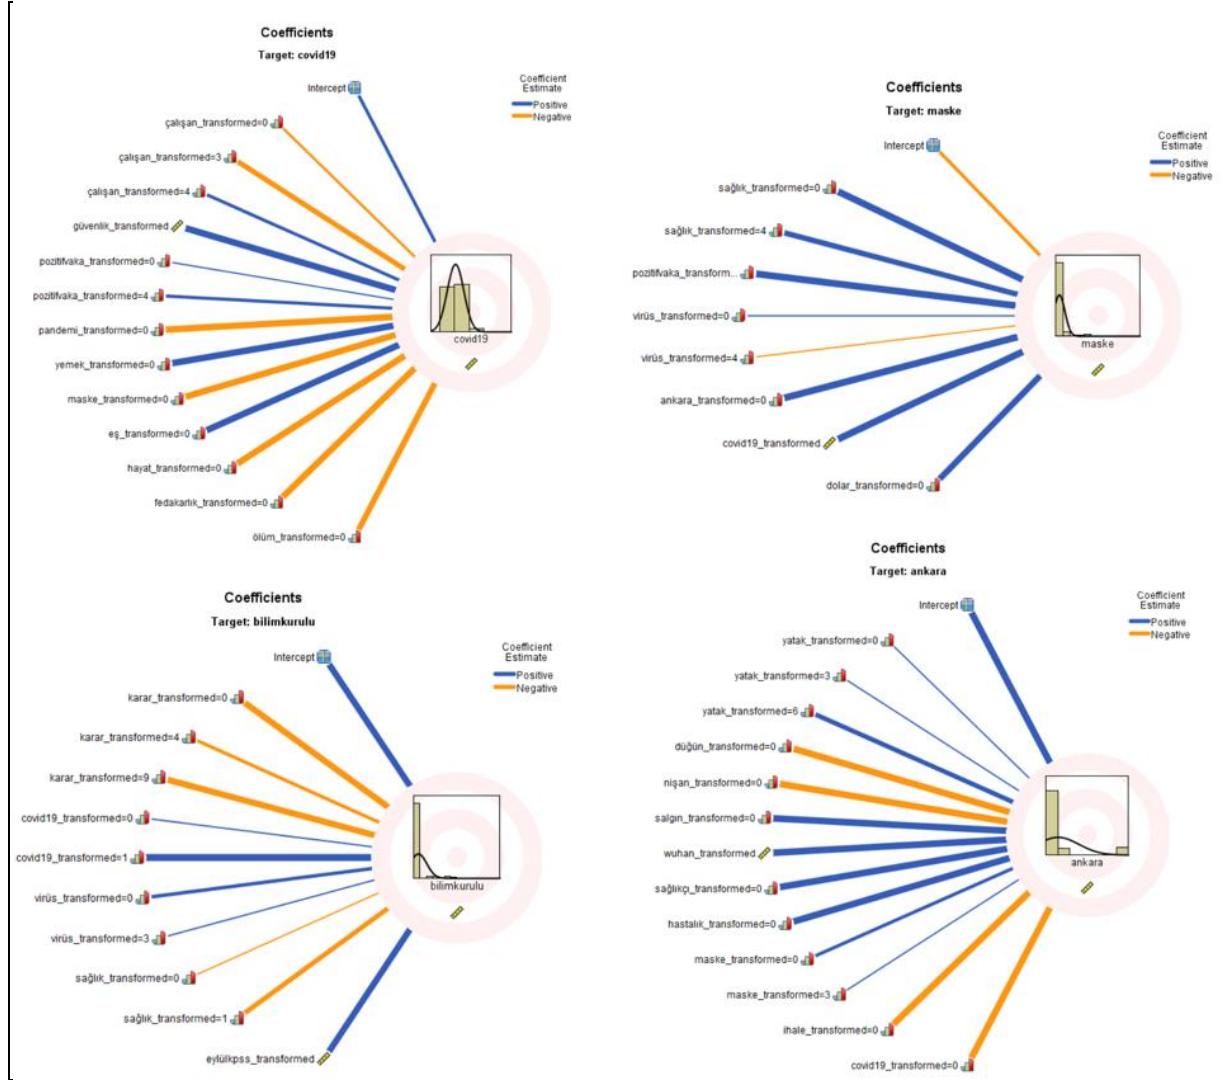 Coefficients
Target: covid19
Coefficient
Estimate
Positive
Negative
Intercept
çalışan_transformed=0
çalışan_transformed=3
çalışan_transformed=4
güvenlik_transformed
pozitifvaka_transformed=0
pozitifvaka_transformed=4
pandemi_transformed=0
yemek_transformed=0
maske_transformed=0
eş_transformed=0
hayat_transformed=0
fedakarlık_transformed=0
ölüm_transformed=0
covid19
Coefficients
Target: maske
Coefficient
Estimate
Positive
Negative
Intercept
sağlık_transformed=0
sağlık_transformed=4
pozitifvaka_transform...
virüs_transformed=0
virüs_transformed=4
ankara_transformed=0
covid19_transformed
dolar_transformed=0
maske
Coefficients
Target: bilimkurulu
Coefficient
Estimate
Positive
Negative
Intercept
karar_transformed=0
karar_transformed=4
karar_transformed=9
covid19_transformed=0
covid19_transformed=1
virüs_transformed=0
virüs_transformed=3
sağlık_transformed=0
sağlık_transformed=1
eylülkpss_transformed
bilimkurulu
Coefficients
Target: ankara
Coefficient
Estimate
Positive
Negative
Intercept
yatak_transformed=0
yatak_transformed=3
yatak_transformed=6
düğün_transformed=0
nişan_transformed=0
salgın_transformed=0
wuhan_transformed
sağlıkçı_transformed=0
hastalık_transformed=0
maske_transformed=0
maske_transformed=3
ihale_transformed=0
covid19_transformed=0
ankara